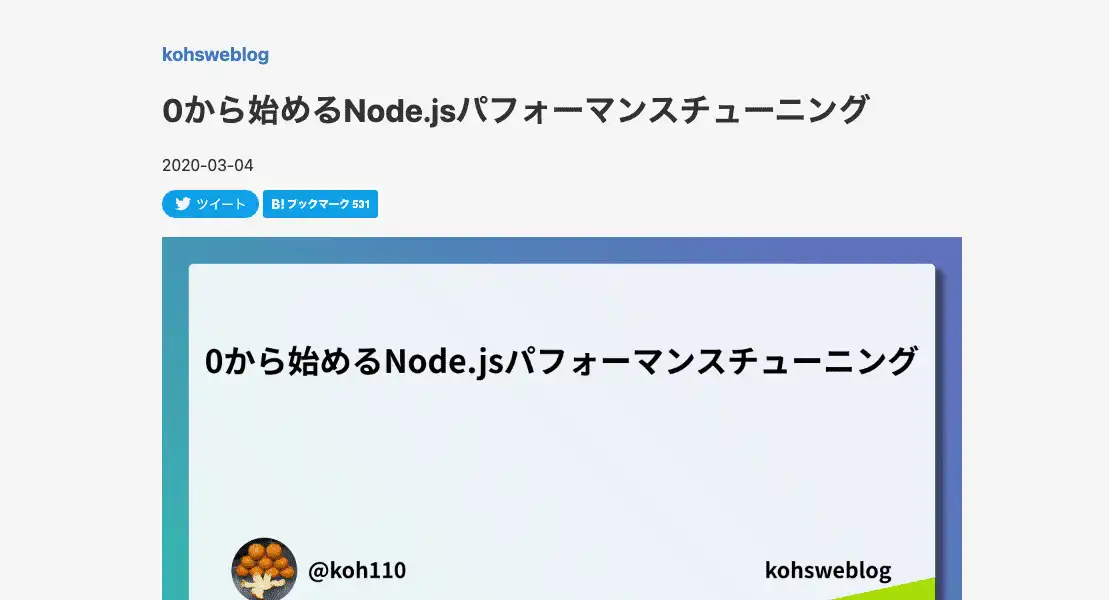 kohsweblog
0から始めるNode.jsパフォーマンスチューニング
2020-03-04
ツイート
B! ブックマーク 531
0から始めるNode.jsパフォーマンスチューニング
@koh110
kohsweblog